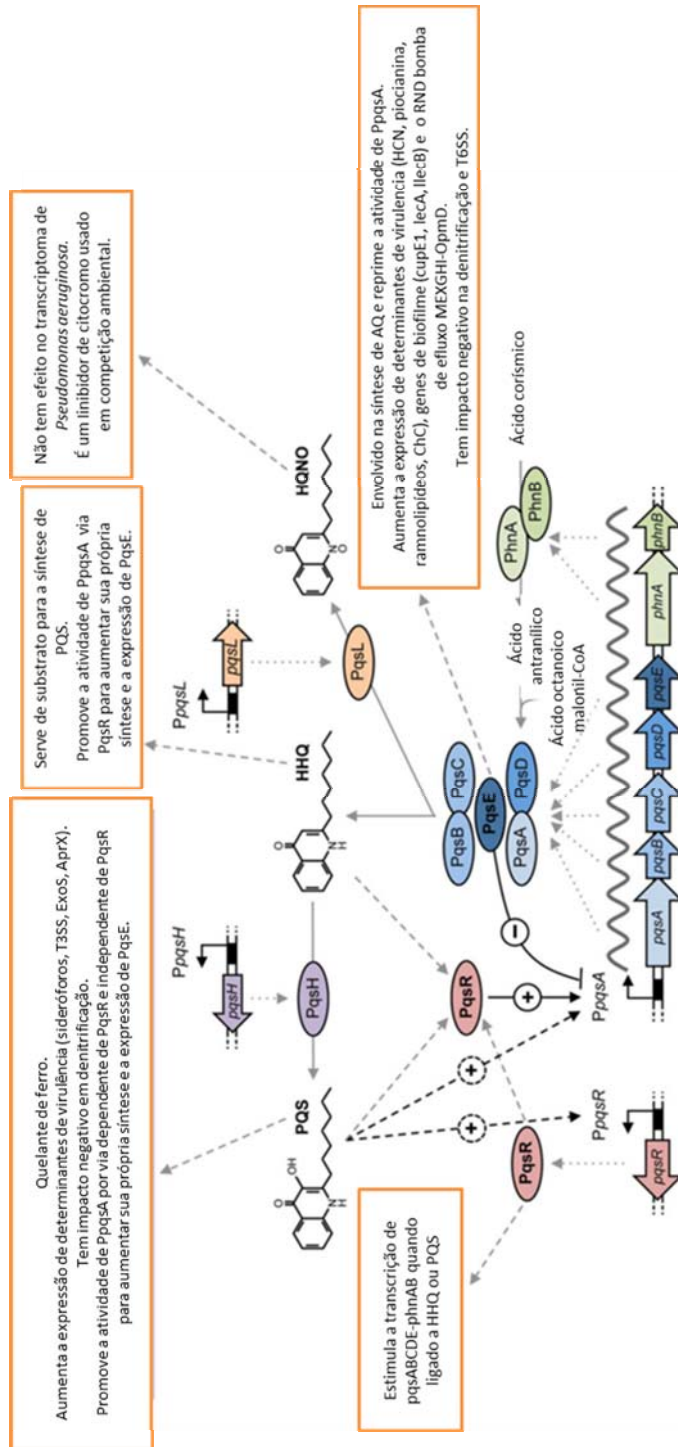 Quelante de ferro.
Aumenta a expressão de determinantes de virulência (sideróforos, T3SS, ExoS, AprX).
Tem impacto negativo em denitrificação.
Promove a atividade de PpqsA por via dependente de PqsR e independente de PqsR
para aumentar sua própria síntese e a expressão de PqsE.
Serve de substrato para a síntese de
PQS.
Promove a atividade de PpqsA via
PqsR para aumentar sua própria
síntese e a expressão de PqsE.
Não tem efeito no transcriptoma de
Pseudomonas aeruginosa.
É um linibidor de citocromo usado
em competição ambiental.
PpqsH
pqsH
PqsH
PpqsL
pqsL
PqsL
PQS
O
OH
N
H
HHQ
O
N
H
HQNO
O
N
O
Estimula a transcrição de
pqsABCDE-phnAB quando
ligado a HHQ ou PQS
Envolvido na síntese de AQ e reprime a atividade de PpqsA.
Aumenta a expressão de determinantes de virulencia (HCN, piocianina,
ramnolipídeos, ChC), genes de biofilme (cupE1, lecA, llecB) e o RND bomba
de efluxo MEXGHI-OpmD.
Tem impacto negativo na denitrificação e T6SS.
PqsR
PqsR
+
+
+
−
PqsB
PqsC
PqsE
PqsA
PqsD
Ácido
antranílico
Ácido octanoico
malonil-CoA
PhnA
PhnB
Ácido corísmico
PpqsR
pqsR
PpqsA
pqsA
pqsB
pqsC
pqsD
pqsE
phnA
phnB